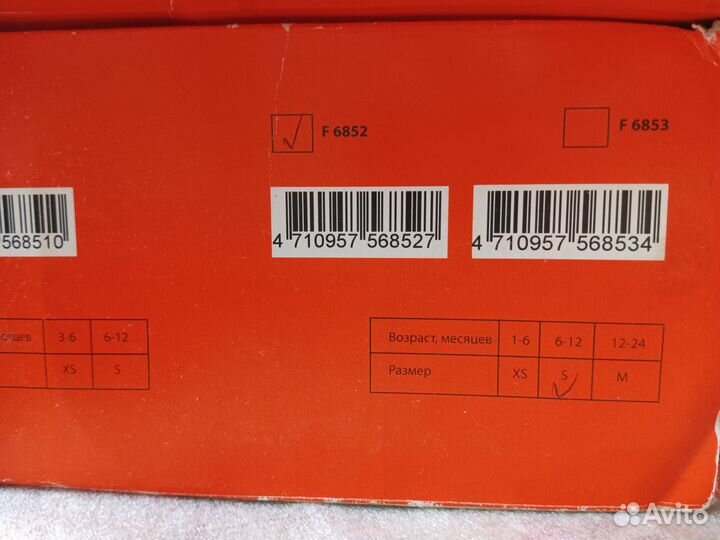 F 6852
F 6853
568510
4 710957 568527
4 710957 568534
3-6 6-12
XS S
Возраст, месяцев 1-6 6-12 12-24
Размер XS S M
Avito